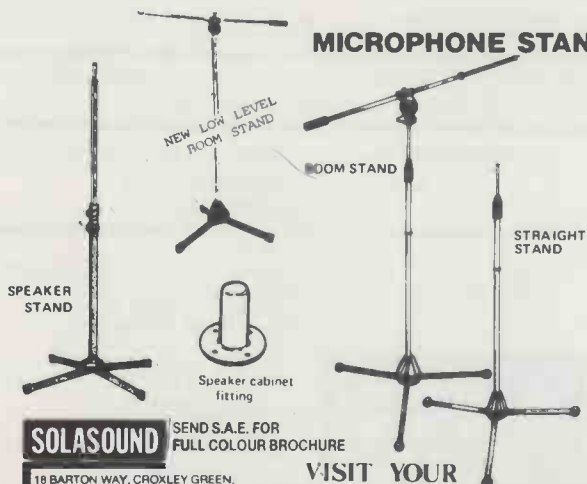 MICROPHONE STAN
NEW LOW LEVEL
BOOM STAND
OOM STAND
STRAIGHT
STAND
SPEAKER
STAND
Speaker cabinet
fitting
SOLASOUND
SEND S.A.E. FOR
FULL COLOUR BROCHURE
18 BARTON WAY, CROXLEY GREEN,
VISIT YOUR